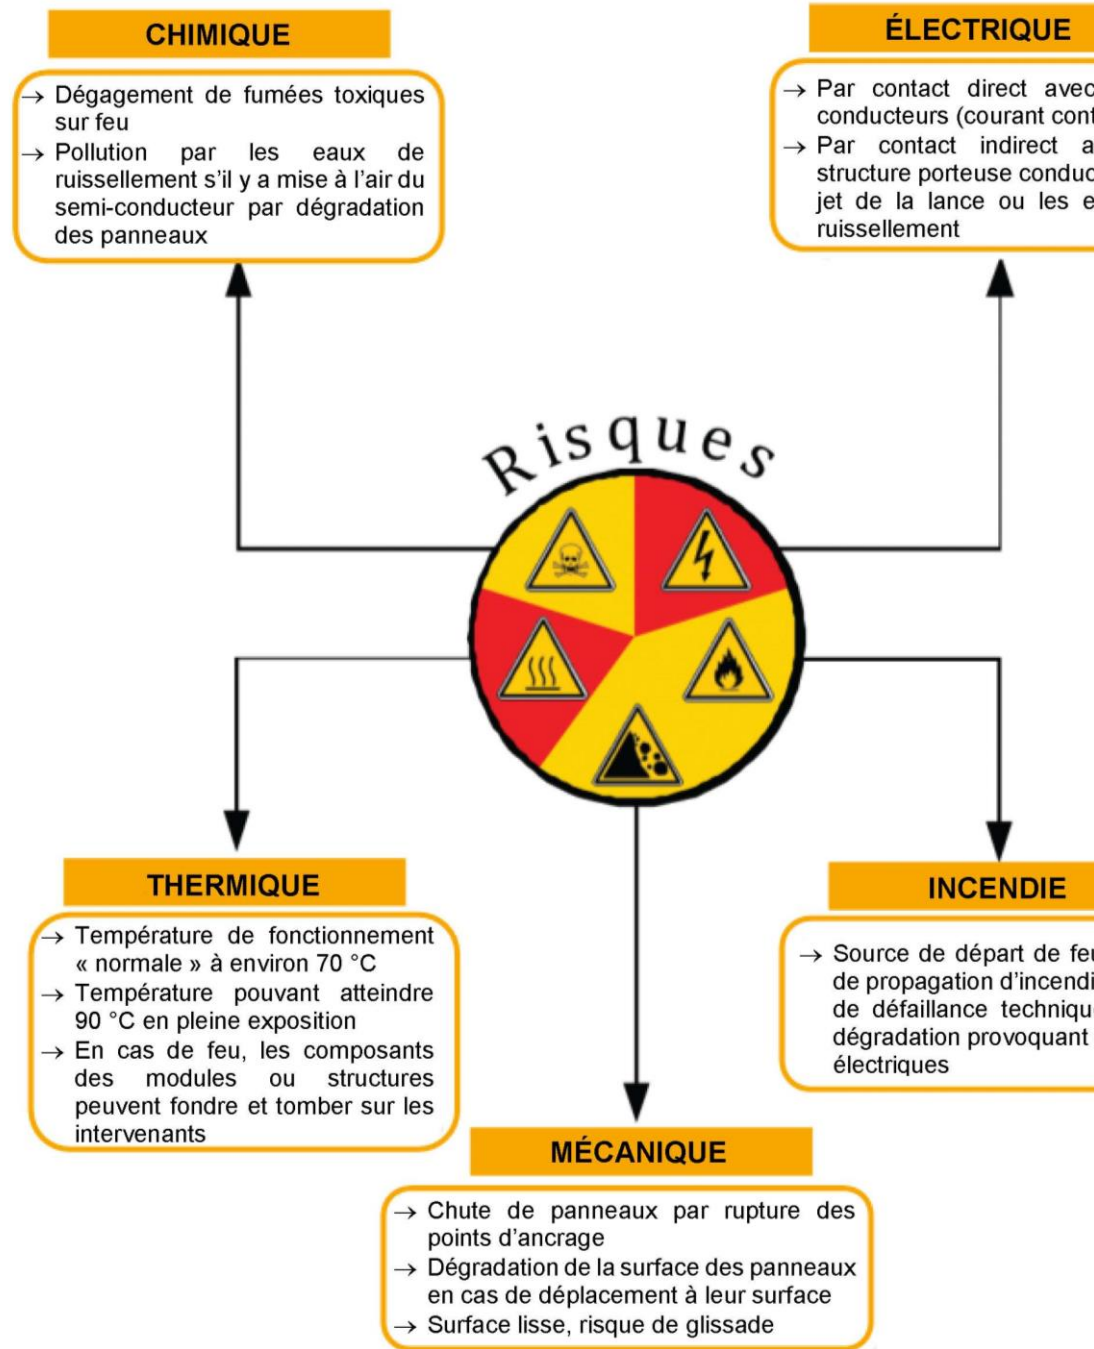 CHIMIQUE
→ Dégagement de fumées toxiques
sur feu
→ Pollution par les eaux de
ruissellement s’il y a mise à l’air du
semi-conducteur par dégradation
des panneaux
ÉLECTRIQUE
→ Par contact direct avec
conducteurs (courant
→ Par contact indirect
structure porteuse
jet de la lance ou les
ruissellement
Risques
THERMIQUE
→ Température de fonctionnement
« normale » à environ 70 °C
→ Température pouvant atteindre
90 °C en pleine exposition
→ En cas de feu, les composants
des modules ou structures
peuvent fondre et tomber sur les
intervenants
INCENDIE
→ Source de départ de
de propagation
de défaillance
dégradation provoquant
électriques
MÉCANIQUE
→ Chute de panneaux par rupture des
points d’ancrage
→ Dégradation de la surface des panneaux
en cas de déplacement à leur surface
→ Surface lisse, risque de glissade